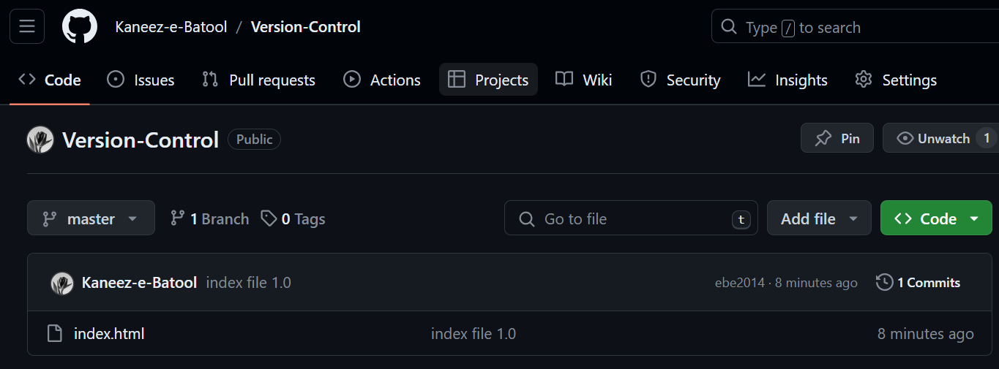 Kaneez-e-Batool / Version-Control Type / to search
Code Issues Pull requests Actions Projects Wiki Security Insights Settings
Version-Control Public Pin Unwatch 1
master 1 Branch 0 Tags Go to file t Add file Code
Kaneez-e-Batool index file 1.0 ebe2014 · 8 minutes ago 1 Commits
index.html index file 1.0 8 minutes ago